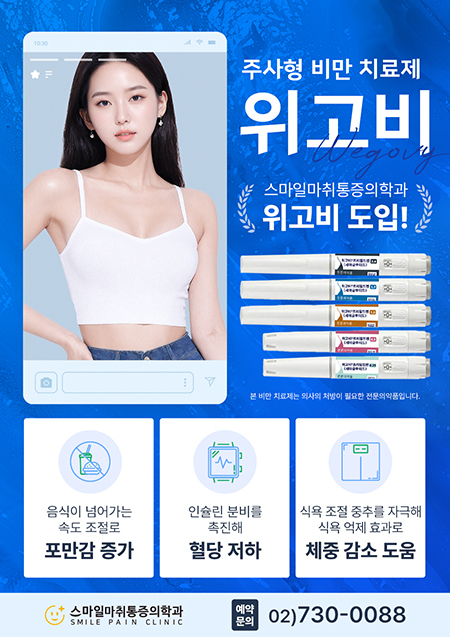 10:30
주사형 비만 치료제
위고비
Wegovy
스마일마취통증의학과
위고비 도입!
본 비만 치료제는 의사의 처방이 필요한 전문의약품입니다.
음식이 넘어가는
속도 조절로
포만감 증가
인슐린 분비를
촉진해
혈당 저하
식욕 조절 중추를 자극해
식욕 억제 효과로
체중 감소 도움
스마일마취통증의학과
SMILE PAIN CLINIC
예약
문의
02)730-0088